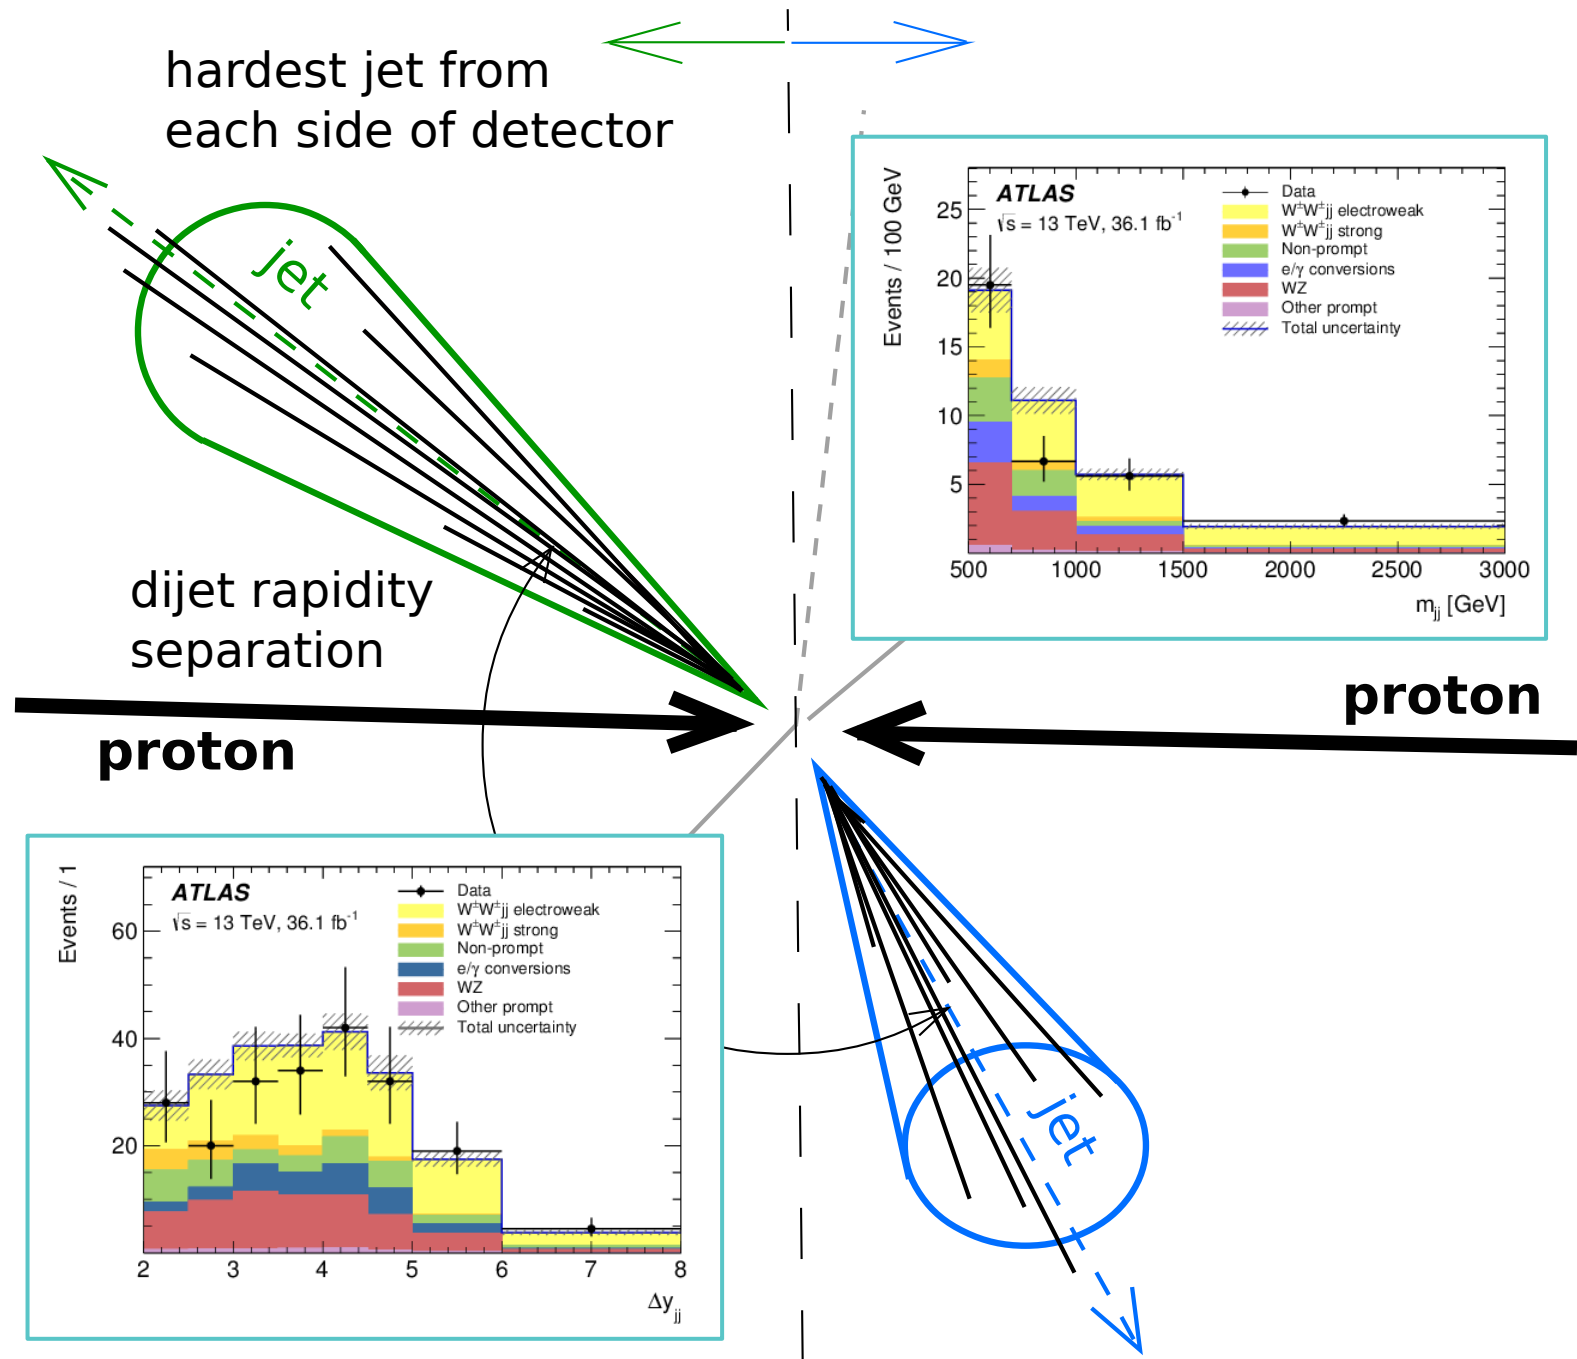 hardest jet from
each side of detector
jet
Events / 100 GeV
ATLAS
√s = 13 TeV, 36.1 fb⁻¹
Data
W±W±jj electroweak
W±W±jj strong
Non-prompt
e/γ conversions
WZ
Other prompt
Total uncertainty
25
20
15
10
5
500 1000 1500 2000 2500 3000
mjj [GeV]
dijet rapidity
separation
proton
proton
Events / 1
ATLAS
√s = 13 TeV, 36.1 fb⁻¹
Data
W±W±jj electroweak
W±W±jj strong
Non-prompt
e/γ conversions
WZ
Other prompt
Total uncertainty
60
40
20
2 3 4 5 6 7 8
Δyjj
jet